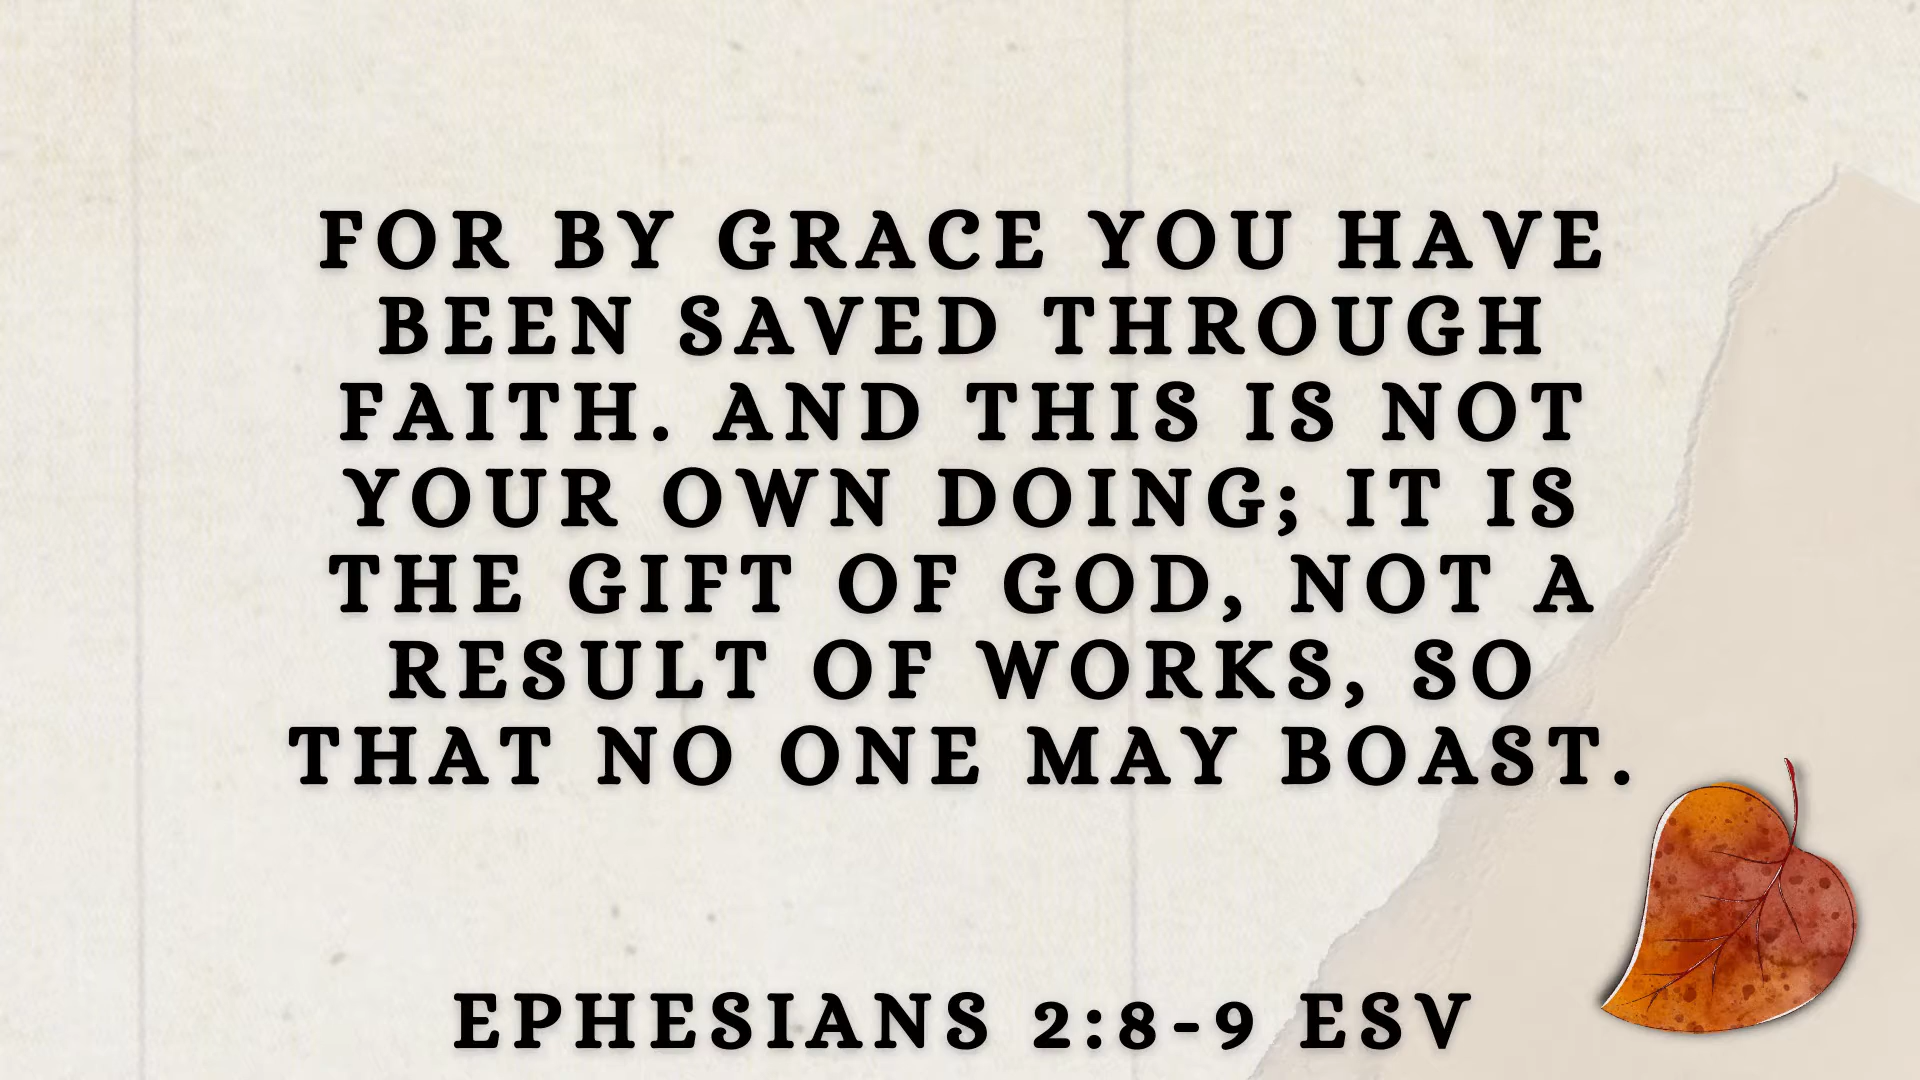 FOR BY GRACE YOU HAVE
BEEN SAVED THROUGH
FAITH. AND THIS IS NOT
YOUR OWN DOING; IT IS
THE GIFT OF GOD, NOT A
RESULT OF WORKS, SO
THAT NO ONE MAY BOAST.
EPHESIANS 2:8-9 ESV